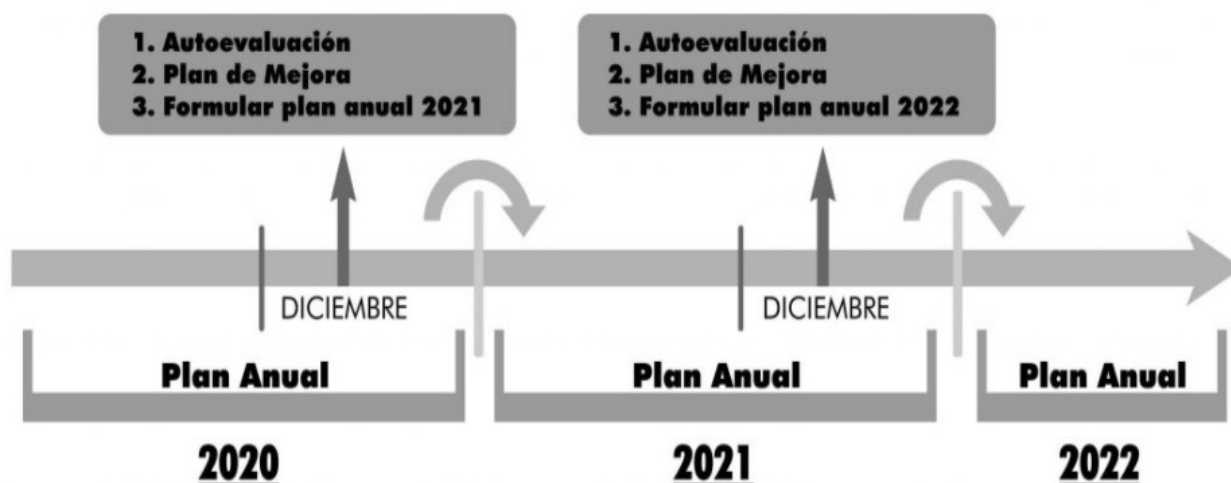 1. Autoevaluación
2. Plan de Mejora
3. Formular plan anual 2021
1. Autoevaluación
2. Plan de Mejora
3. Formular plan anual 2022
DICIEMBRE
DICIEMBRE
Plan Anual
Plan Anual
Plan Anual
2020
2021
2022